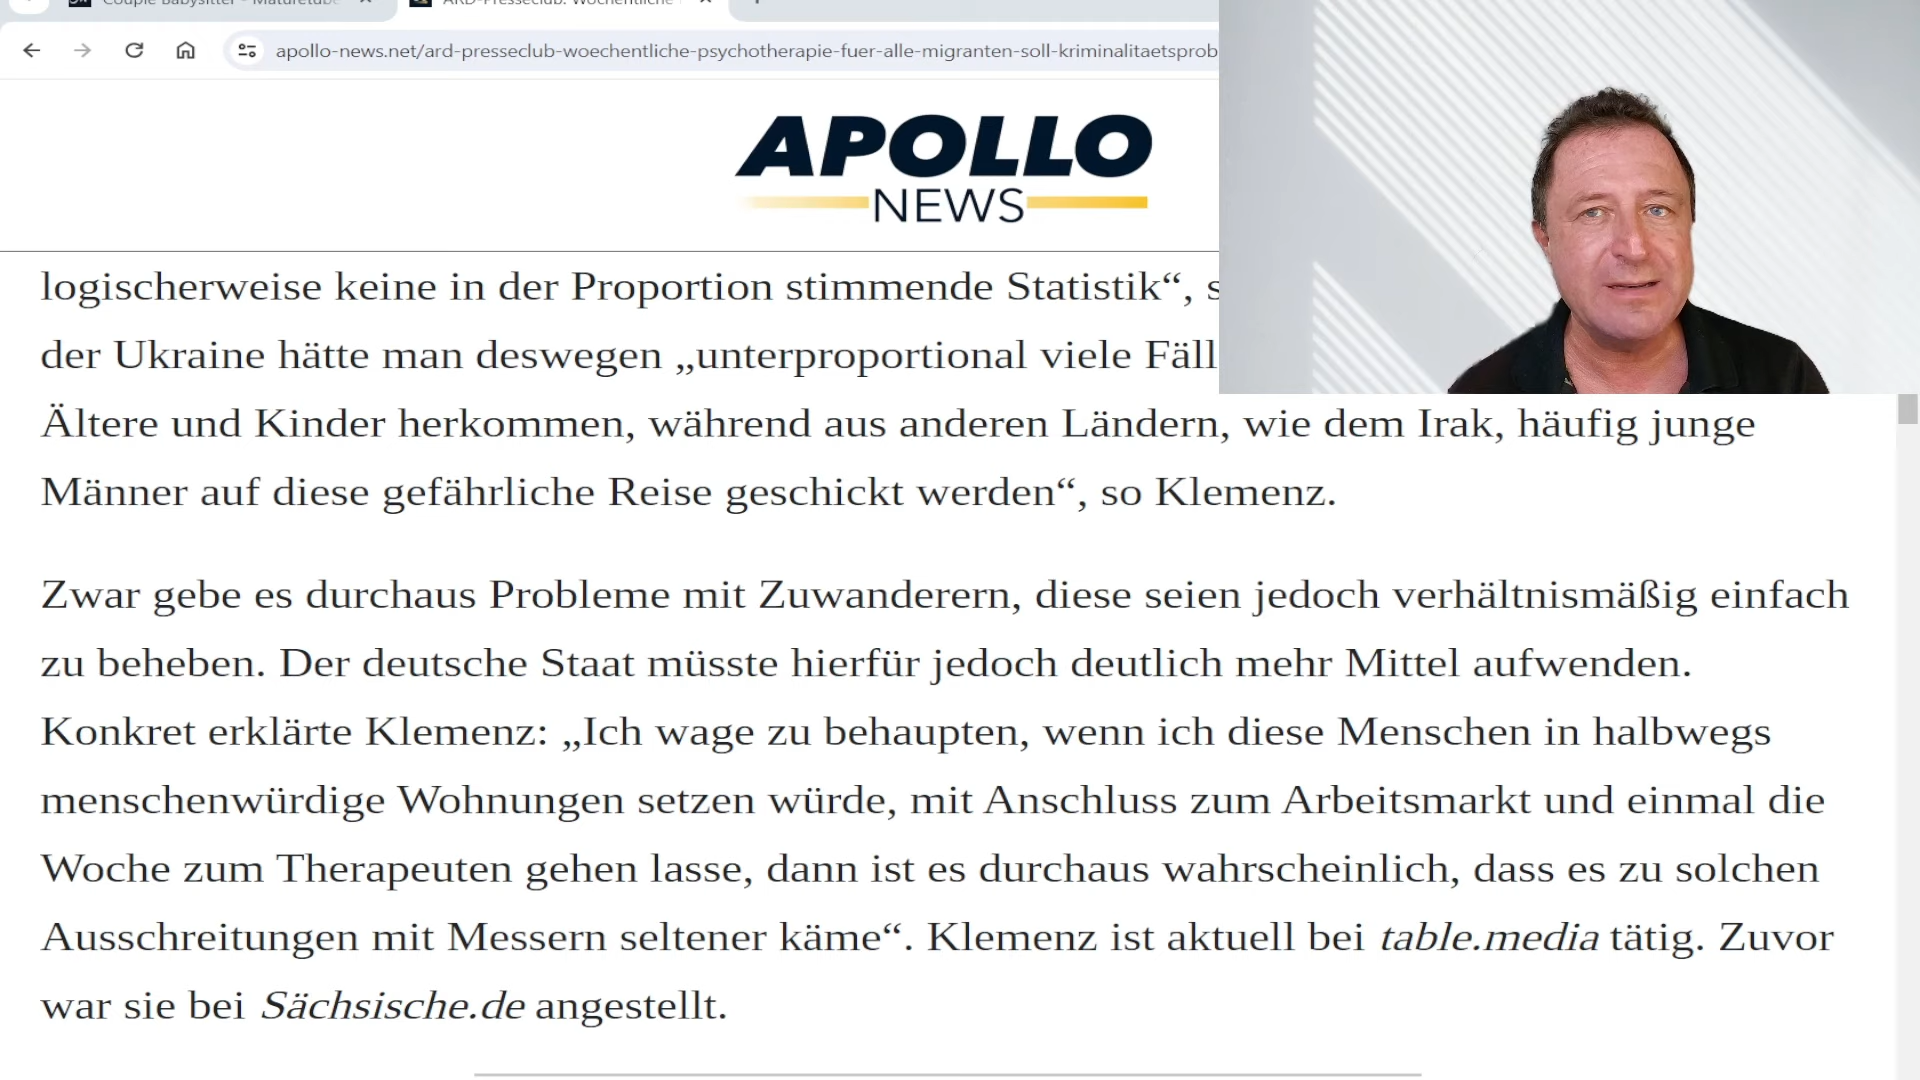 ARD-Presseclub: Wöchentliche
apollo-news.net/ard-presseclub-woechentliche-psychotherapie-fuer-alle-migranten-soll-kriminalitaetsprob
APOLLO
NEWS
logischerweise keine in der Proportion stimmende Statistik“, s
der Ukraine hätte man deswegen „unterproportional viele Fäll
Ältere und Kinder herkommen, während aus anderen Ländern, wie dem Irak, häufig junge
Männer auf diese gefährliche Reise geschickt werden“, so Klemenz.
Zwar gebe es durchaus Probleme mit Zuwanderern, diese seien jedoch verhältnismäßig einfach
zu beheben. Der deutsche Staat müsste hierfür jedoch deutlich mehr Mittel aufwenden.
Konkret erklärte Klemenz: „Ich wage zu behaupten, wenn ich diese Menschen in halbwegs
menschenwürdige Wohnungen setzen würde, mit Anschluss zum Arbeitsmarkt und einmal die
Woche zum Therapeuten gehen lasse, dann ist es durchaus wahrscheinlich, dass es zu solchen
Ausschreitungen mit Messern seltener käme“. Klemenz ist aktuell bei table.media tätig. Zuvor
war sie bei Sächsische.de angestellt.